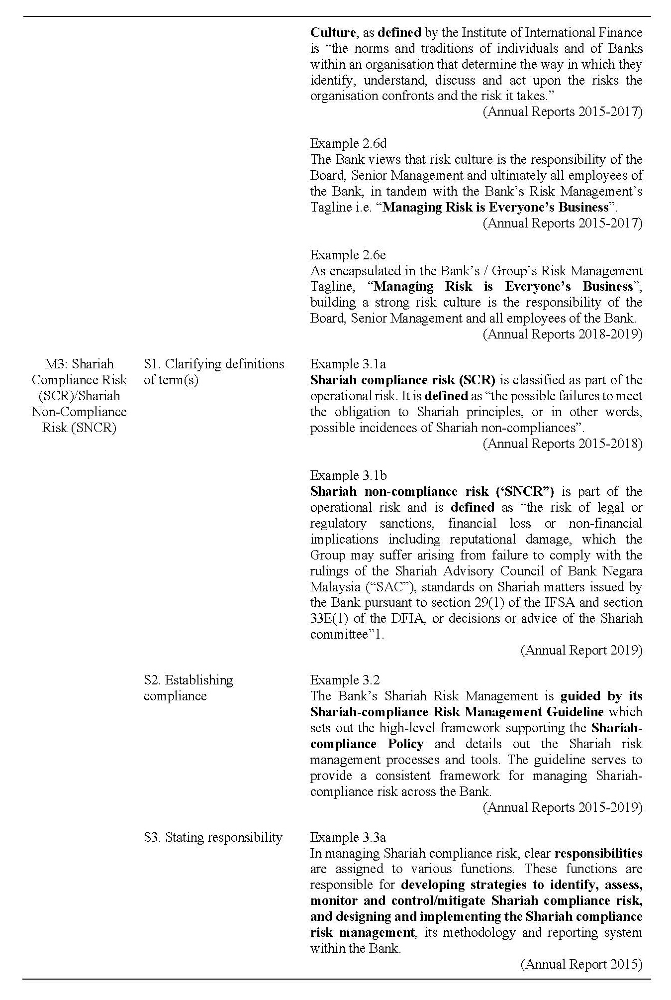 Culture, as defined by the Institute of International Finance
is “the norms and traditions of individuals and of Banks
within an organisation that determine the way in which they
identify, understand, discuss and act upon the risks the
organisation confronts and the risk it takes.”
(Annual Reports 2015-2017)
Example 2.6d
The Bank views that risk culture is the responsibility of the
Board, Senior Management and ultimately all employees of
the Bank, in tandem with the Bank’s Risk Management’s
Tagline i.e. “Managing Risk is Everyone’s Business”.
(Annual Reports 2015-2017)
Example 2.6e
As encapsulated in the Bank’s / Group’s Risk Management
Tagline, “Managing Risk is Everyone’s Business”,
building a strong risk culture is the responsibility of the
Board, Senior Management and all employees of the Bank.
(Annual Reports 2018-2019)
M3: Shariah
Compliance Risk
(SCR)/Shariah
Non-Compliance
Risk (SNCR)
S1. Clarifying definitions
of term(s)
Example 3.1a
Shariah compliance risk (SCR) is classified as part of the
operational risk. It is defined as “the possible failures to meet
the obligation to Shariah principles, or in other words,
possible incidences of Shariah non-compliances”.
(Annual Reports 2015-2018)
Example 3.1b
Shariah non-compliance risk (‘SNCR”) is part of the
operational risk and is defined as “the risk of legal or
regulatory sanctions, financial loss or non-financial
implications including reputational damage, which the
Group may suffer arising from failure to comply with the
rulings of the Shariah Advisory Council of Bank Negara
Malaysia (“SAC”), standards on Shariah matters issued by
the Bank pursuant to section 29(1) of the IFSA and section
33E(1) of the DFIA, or decisions or advice of the Shariah
committee”1.
(Annual Report 2019)
S2. Establishing
compliance
Example 3.2
The Bank’s Shariah Risk Management is guided by its
Shariah-compliance Risk Management Guideline which
sets out the high-level framework supporting the Shariah-
compliance Policy and details out the Shariah risk
management processes and tools. The guideline serves to
provide a consistent framework for managing Shariah-
compliance risk across the Bank.
(Annual Reports 2015-2019)
S3. Stating responsibility
Example 3.3a
In managing Shariah compliance risk, clear responsibilities
are assigned to various functions. These functions are
responsible for developing strategies to identify, assess,
monitor and control/mitigate Shariah compliance risk,
and designing and implementing the Shariah compliance
risk management, its methodology and reporting system
within the Bank.
(Annual Report 2015)